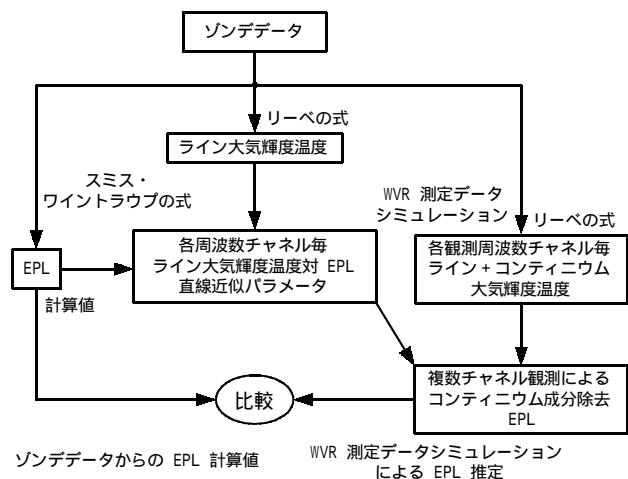 ゾンデデータ
リーベの式
ライン大気輝度温度
スミス・
ワイントラウプの式
WVR 測定データ
シミュレーション
リーベの式
EPL
計算値
各周波数チャネル毎
ライン大気輝度温度対 EPL
直線近似パラメータ
各観測周波数チャネル毎
ライン + コンティニウム
大気輝度温度
比較
複数チャネル観測による
コンティニウム成分除去
EPL
ゾンデデータからの EPL 計算値
WVR 測定データシミュレーション
による EPL 推定